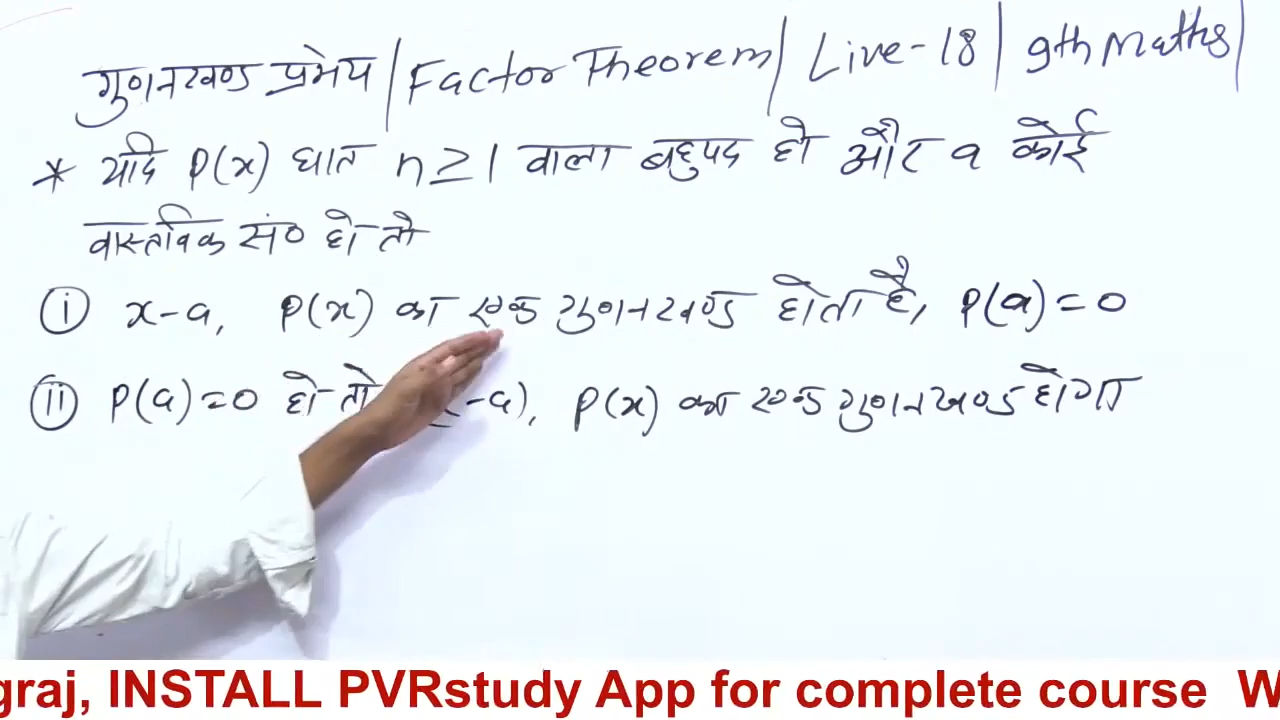 गुणनखण्ड प्रमेय | Factor Theorem | Live-18 | 9th Maths |
* यदि P(x) घात n ≥ 1 वाला बहुपद हो और a कोई
वास्तविक सं० हो तो
(i) x-a, P(x) का एक गुणनखण्ड होता है, P(a) = 0
(ii) P(a) = 0 हो तो -a), P(x) का एक गुणनखण्ड होगा
graj, INSTALL PVRstudy App for complete course W